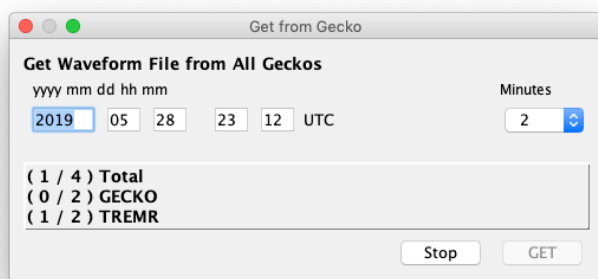 Get from Gecko
Get Waveform File from All Geckos
yyyy mm dd hh mm
Minutes
2019 05 28 23 12 UTC
2
( 1 / 4 ) Total
( 0 / 2 ) GECKO
( 1 / 2 ) TREMR
Stop
GET